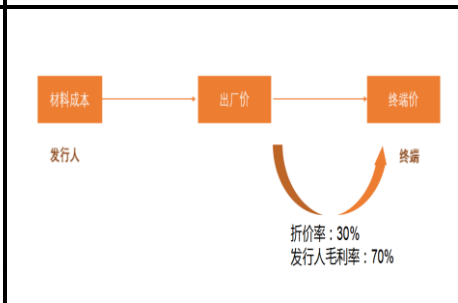 材料成本
出厂价
终端价
发行人
终端
折价率：30%
发行人毛利率：70%